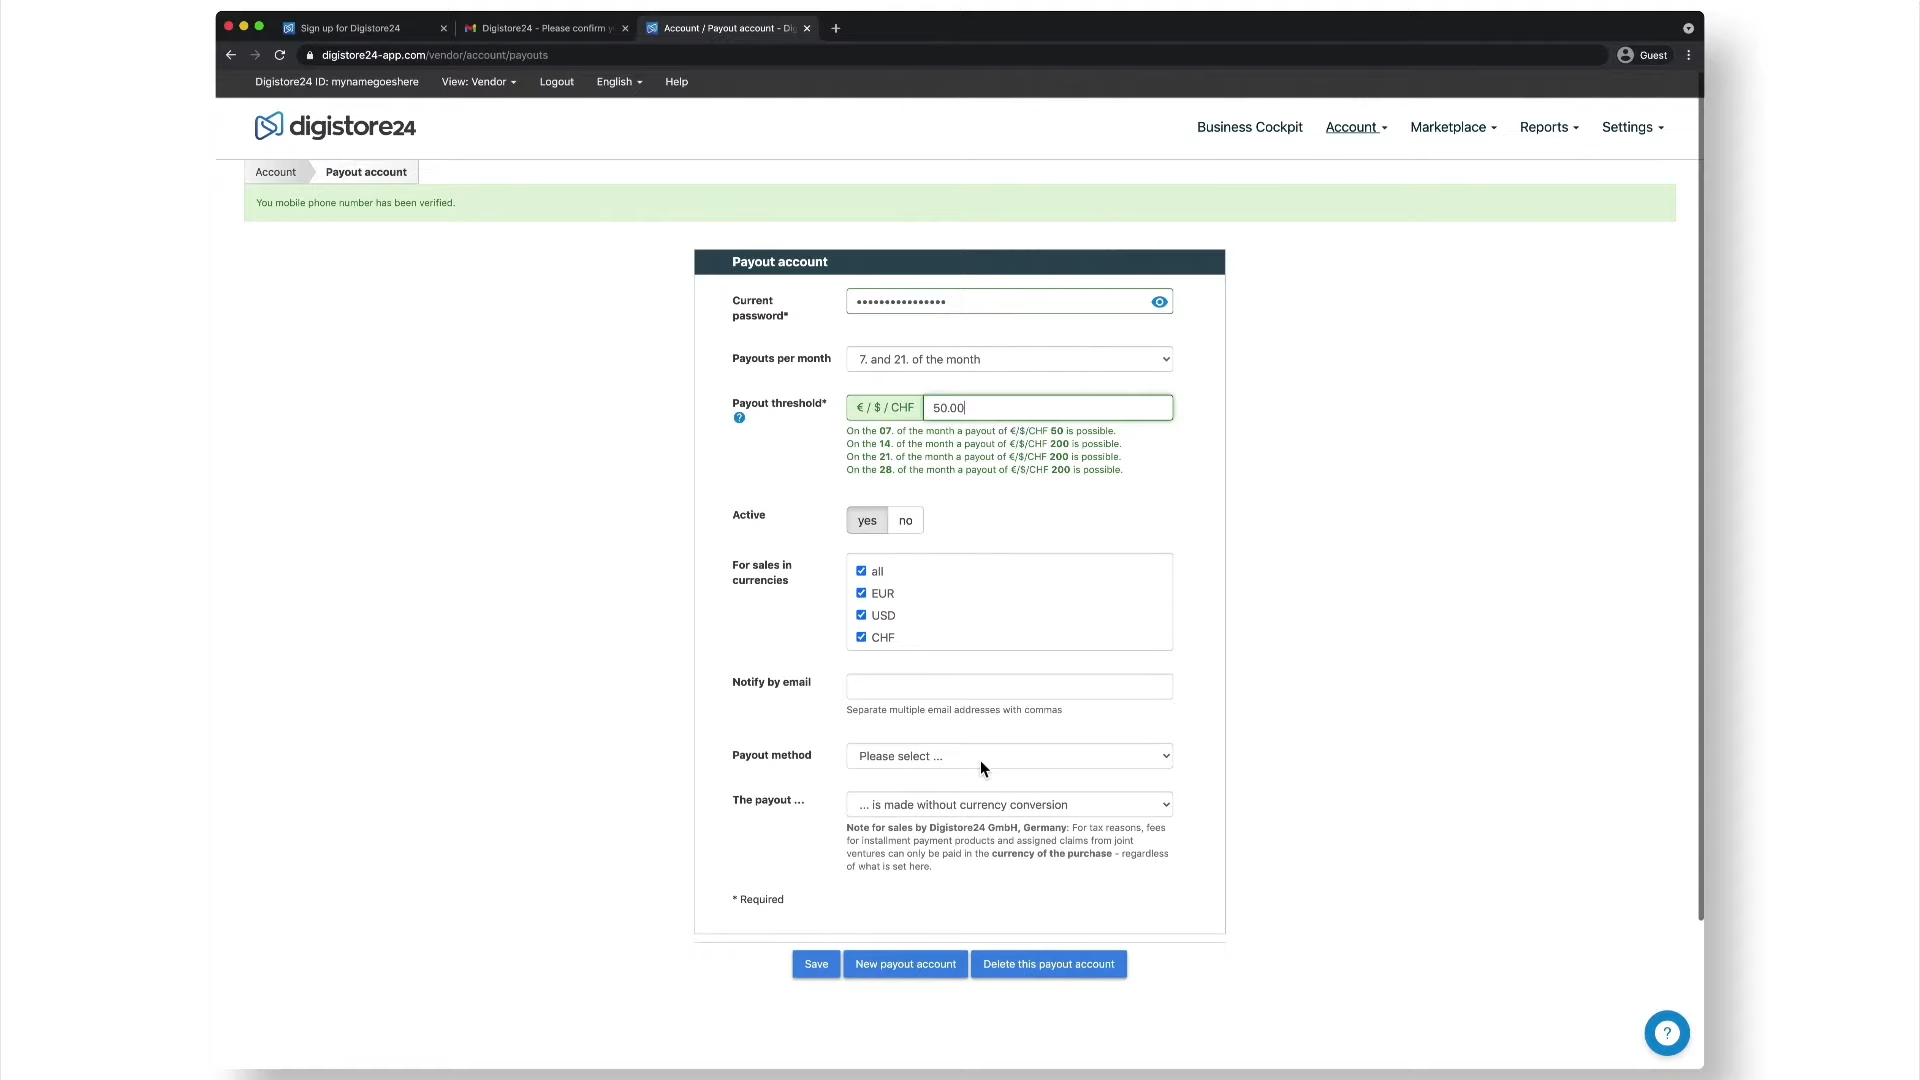 Sign up for Digistore24
Digistore24 - Please confirm y
Account / Payout account - Dig
digistore24-app.com/vendor/account/payouts
Guest
Digistore24 ID: mynamegoeshere
View: Vendor
Logout
English
Help
digistore24
Business Cockpit
Account
Marketplace
Reports
Settings
Account
Payout account
You mobile phone number has been verified.
Payout account
Current
password*
••••••••••••••••
Payouts per month
7. and 21. of the month
Payout threshold*
€ / $ / CHF
50.00
On the 07. of the month a payout of €/$/CHF 50 is possible.
On the 14. of the month a payout of €/$/CHF 200 is possible.
On the 21. of the month a payout of €/$/CHF 200 is possible.
On the 28. of the month a payout of €/$/CHF 200 is possible.
Active
yes
no
For sales in
currencies
all
EUR
USD
CHF
Notify by email
Separate multiple email addresses with commas
Payout method
Please select ...
The payout ...
... is made without currency conversion
Note for sales by Digistore24 GmbH, Germany: For tax reasons, fees
for installment payment products and assigned claims from joint
ventures can only be paid in the currency of the purchase - regardless
of what is set here.
* Required
Save
New payout account
Delete this payout account
?